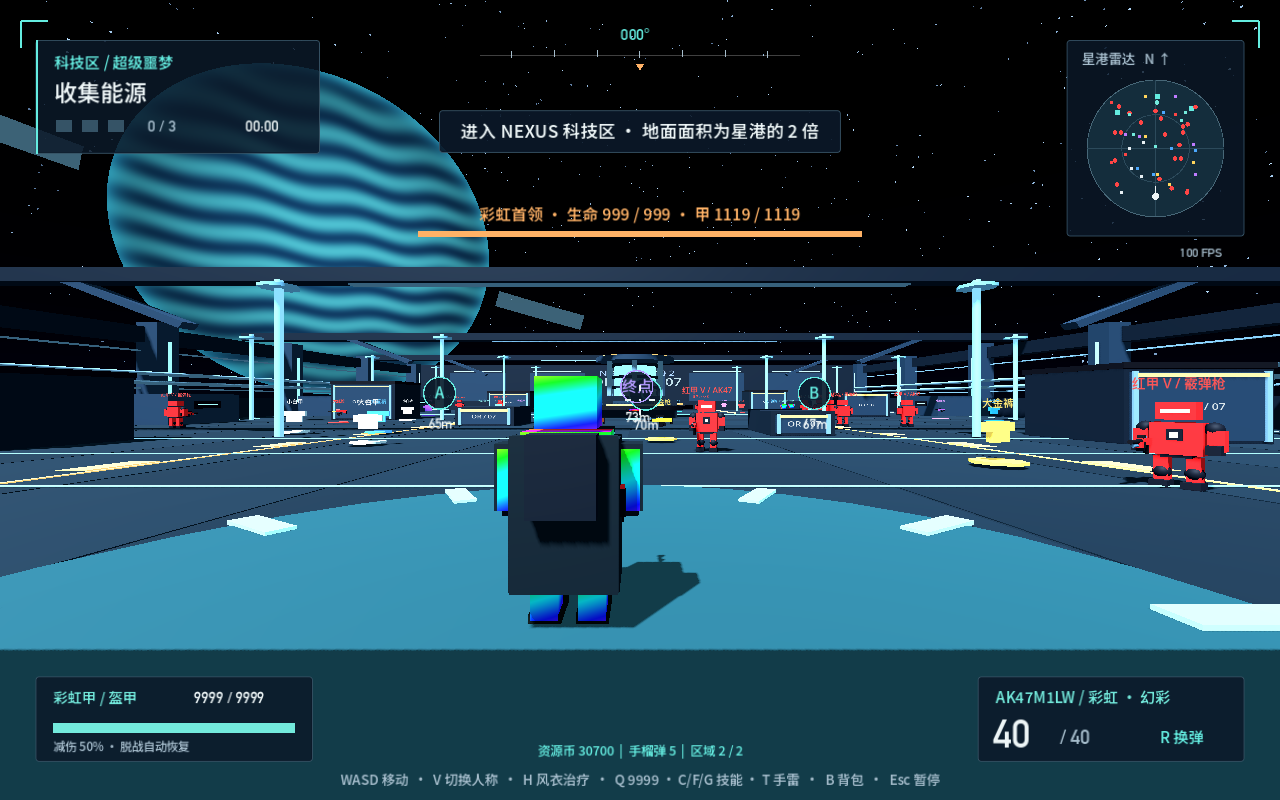 科技区 / 超级噩梦
收集能源
0 / 3
00:00
000°
进入 NEXUS 科技区 · 地面面积为星港的 2 倍
彩虹首领 · 生命 999 / 999 · 甲 1119 / 1119
星港雷达 N ↑
100 FPS
A
65m
终点
73m
70m
B
67m
红甲 V / AK47
红甲 V / 霰弹枪
大金裤
/ 07
彩虹甲 / 盔甲 9999 / 9999
减伤 50% · 脱战自动恢复
AK47M1LW / 彩虹 · 幻彩
40 / 40
R 换弹
资源币 30700 | 手榴弹 5 | 区域 2 / 2
WASD 移动 · V 切换人称 · H 风衣治疗 · Q 9999 · C/F/G 技能 · T 手雷 · B 背包 · Esc 暂停